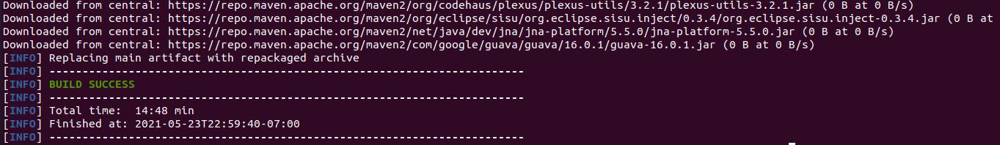 Downloaded from central: https://repo.maven.apache.org/maven2/org/codehaus/plexus/plexus-utils/3.2.1/plexus-utils-3.2.1.jar (0 B at 0 B/s)
Downloaded from central: https://repo.maven.apache.org/maven2/org/eclipse/sisu/org.eclipse.sisu.inject/0.3.4/org.eclipse.sisu.inject-0.3.4.jar (0 B at
Downloaded from central: https://repo.maven.apache.org/maven2/net/java/dev/jna/jna-platform/5.5.0/jna-platform-5.5.0.jar (0 B at 0 B/s)
Downloaded from central: https://repo.maven.apache.org/maven2/com/google/guava/guava/16.0.1/guava-16.0.1.jar (0 B at 0 B/s)
[INFO] Replacing main artifact with repackaged archive
[INFO] ------------------------------------------------------------------------
[INFO] BUILD SUCCESS
[INFO] ------------------------------------------------------------------------
[INFO] Total time:  14:48 min
[INFO] Finished at: 2021-05-23T22:59:40-07:00
[INFO] ------------------------------------------------------------------------